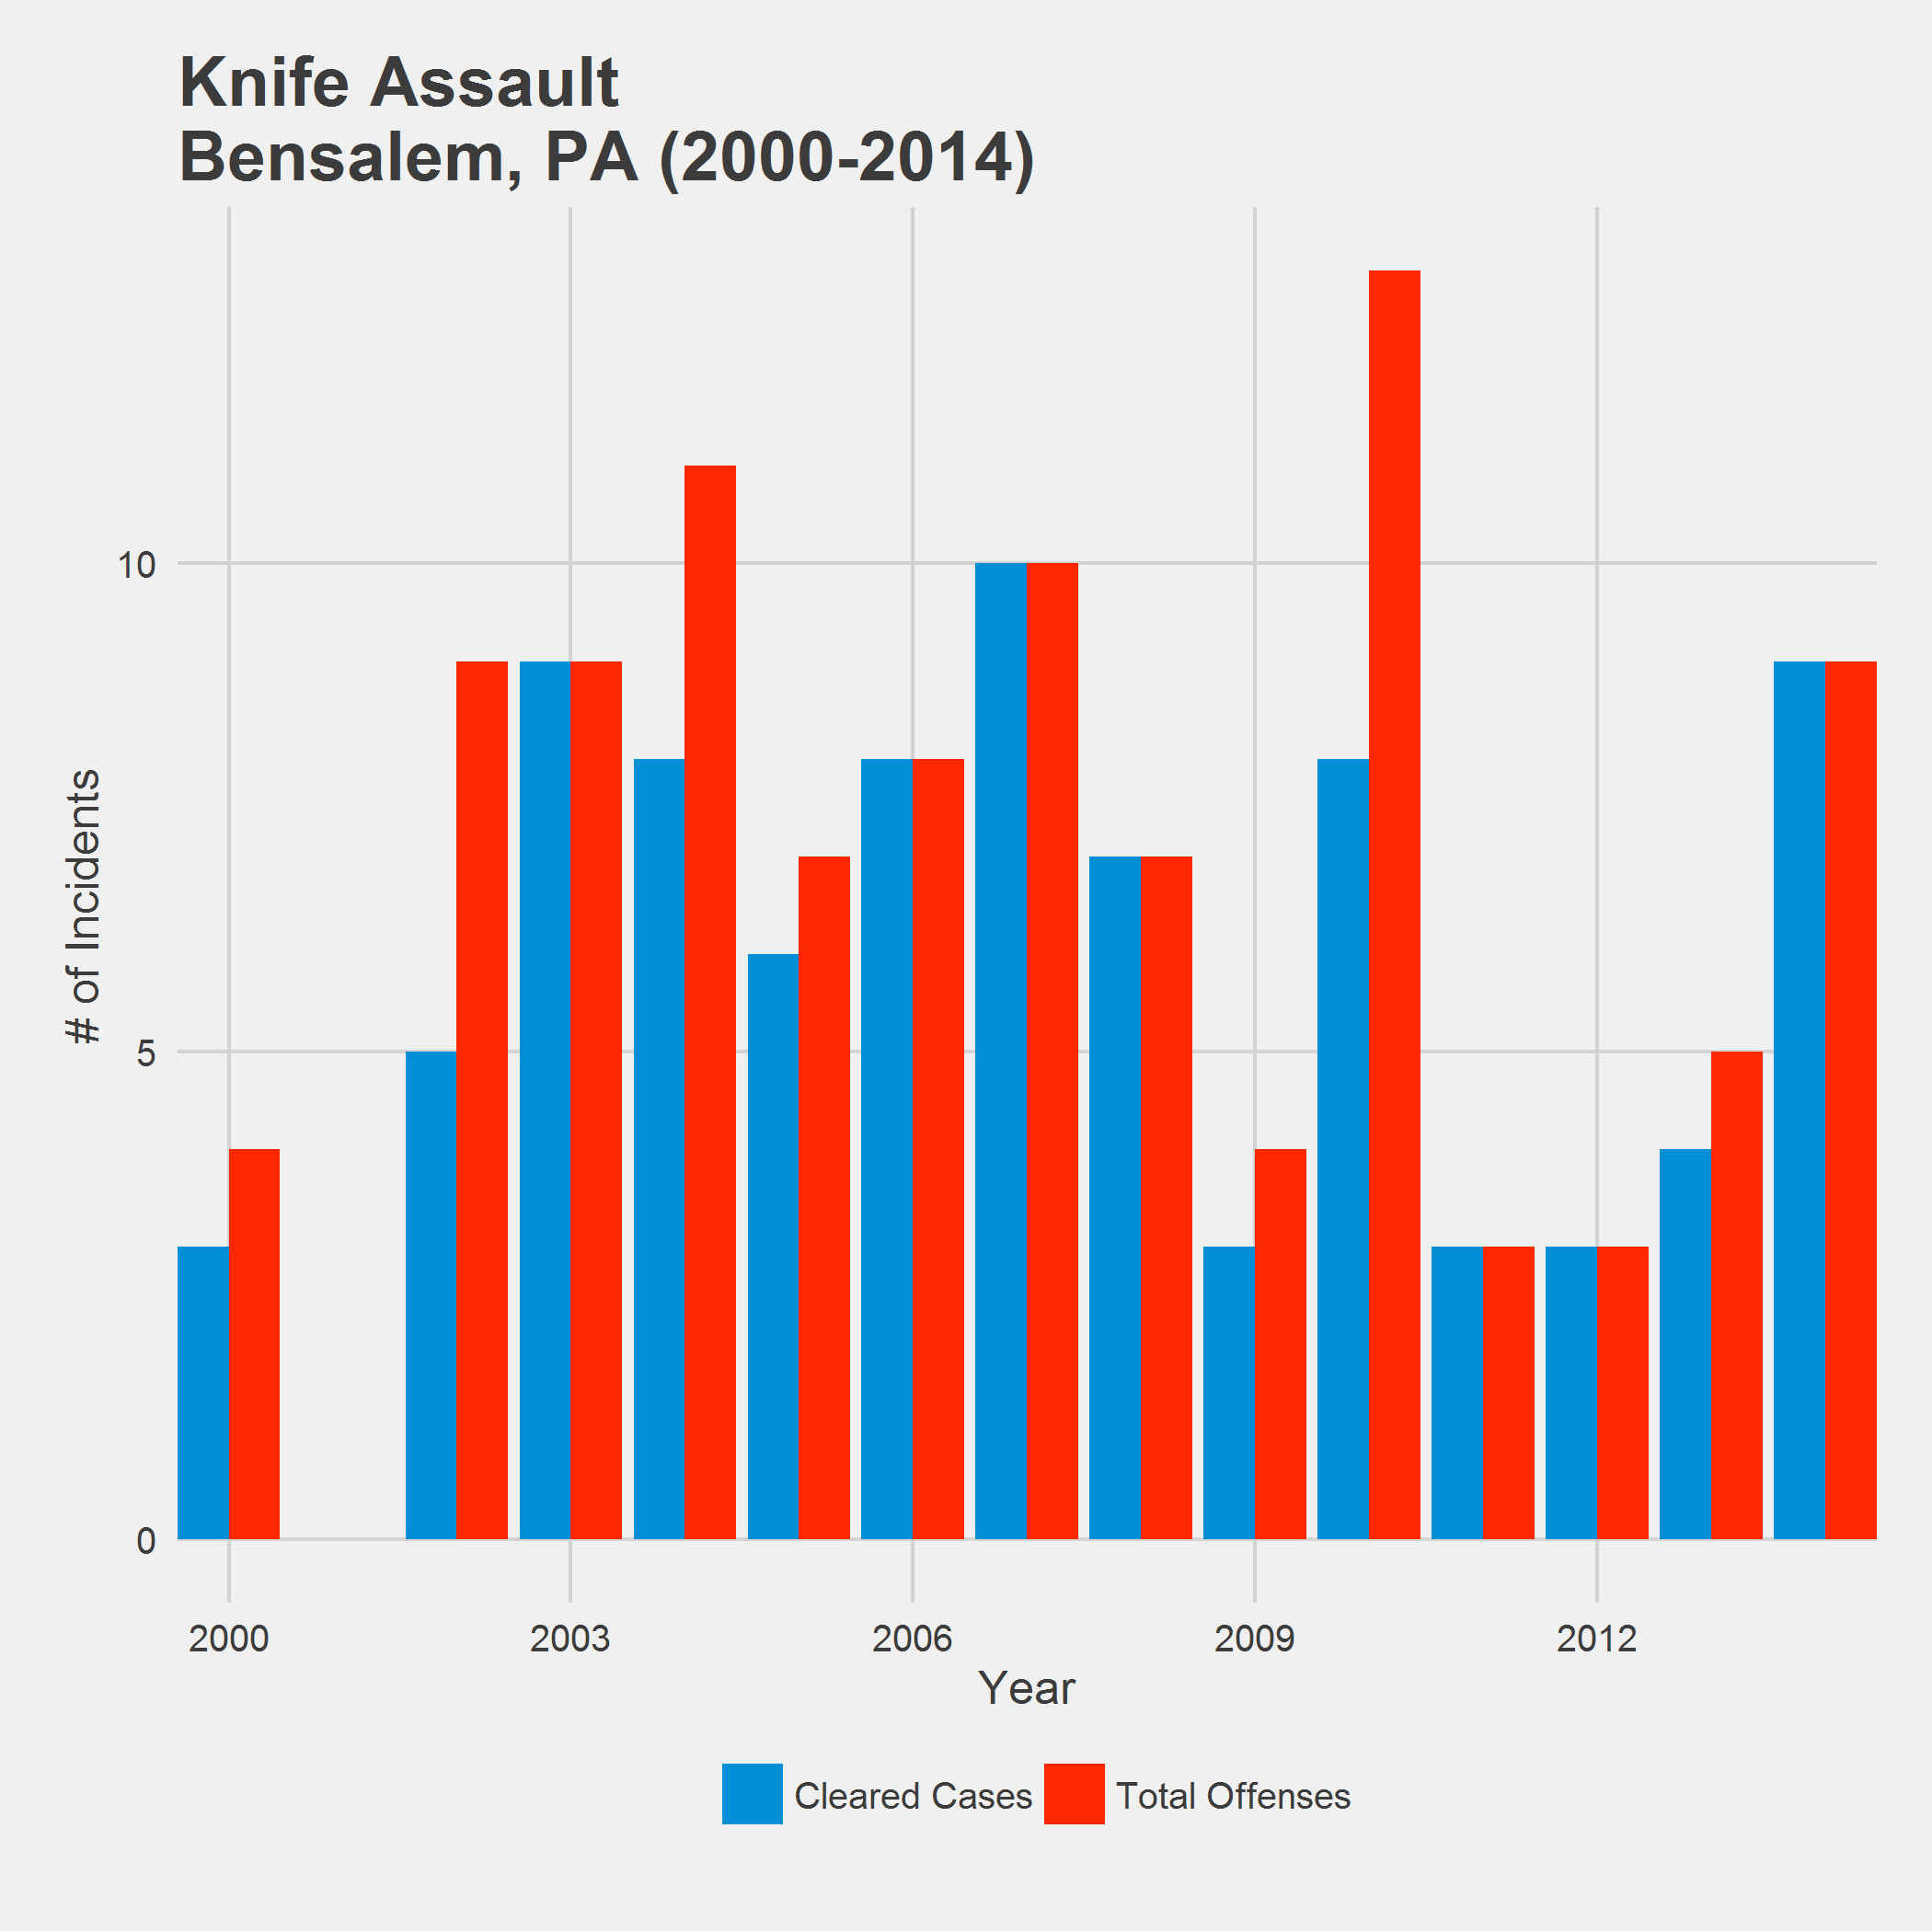 Knife Assault
Bensalem, PA (2000-2014)
# of Incidents
10
5
0
2000 2003 2006 2009 2012
Year
Cleared Cases Total Offenses